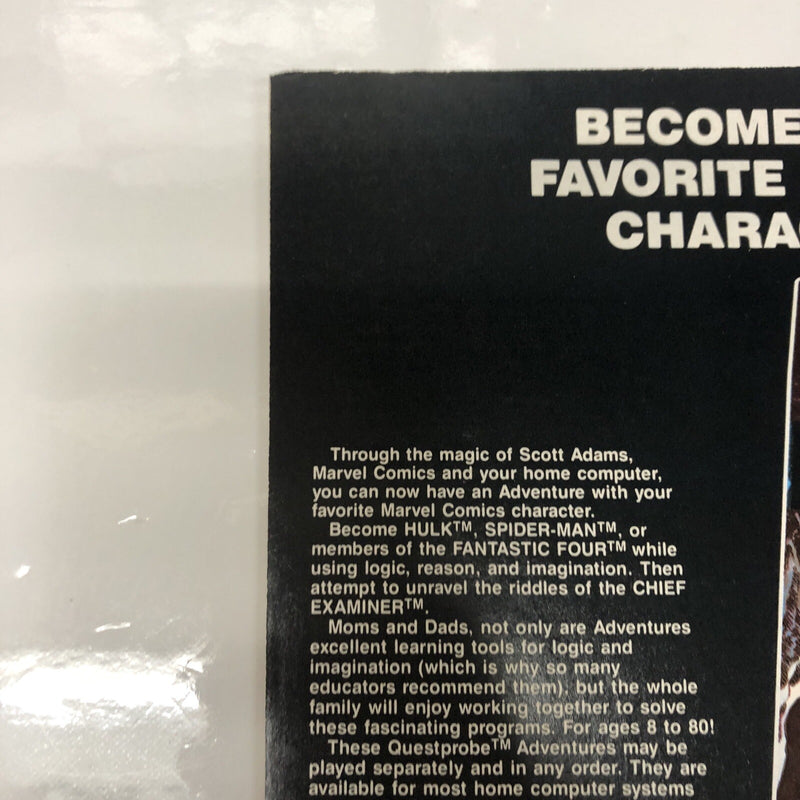 BECOME
FAVORITE
CHARA
Through the magic of Scott Adams,
Marvel Comics and your home computer,
you can now have an Adventure with your
favorite Marvel Comics character.
Become HULK™, SPIDER-MAN™, or
members of the FANTASTIC FOUR™ while
using logic, reason, and imagination. Then
attempt to unravel the riddles of the CHIEF
EXAMINER™.
Moms and Dads, not only are Adventures
excellent learning tools for logic and
imagination (which is why so many
educators recommend them), but the whole
family will enjoy working together to solve
these fascinating programs. For ages 8 to 80!
These Questprobe™ Adventures may be
played separately and in any order. They are
available for most home computer systems